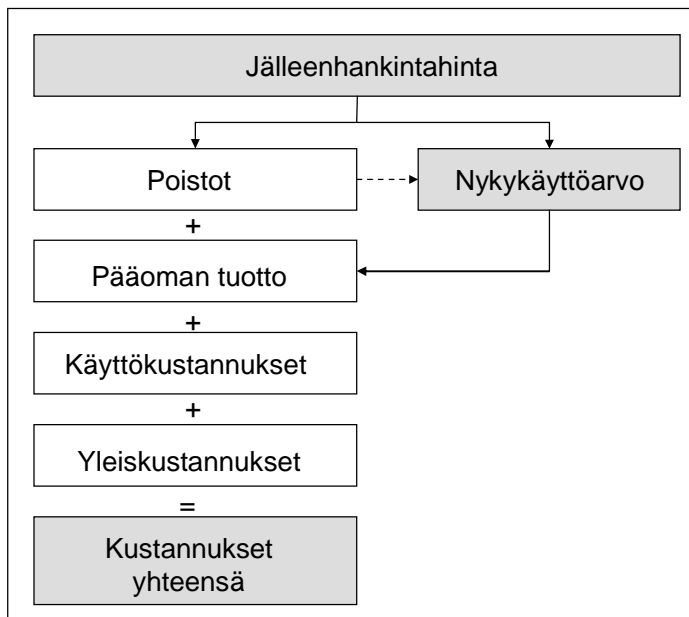 Jälleenhankintahinta
Poistot
Nykykäyttöarvo
+
Pääoman tuotto
+
Käyttökustannukset
+
Yleiskustannukset
=
Kustannukset
yhteensä